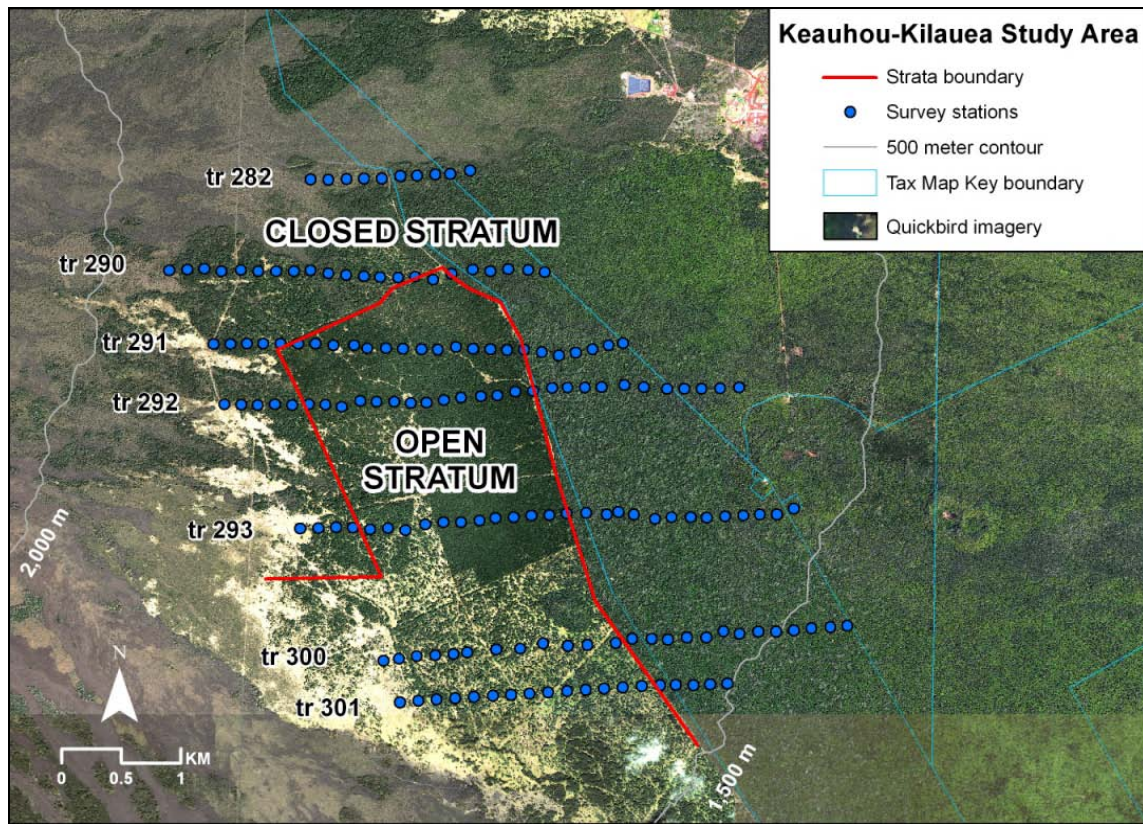 Keauhou-Kilauea Study Area
Strata boundary
Survey stations
500 meter contour
Tax Map Key boundary
Quickbird imagery
tr 282
CLOSED STRATUM
tr 290
tr 291
tr 292
OPEN
STRATUM
tr 293
2,000 m
tr 300
tr 301
N
KM
0 0.5 1
1,500 m